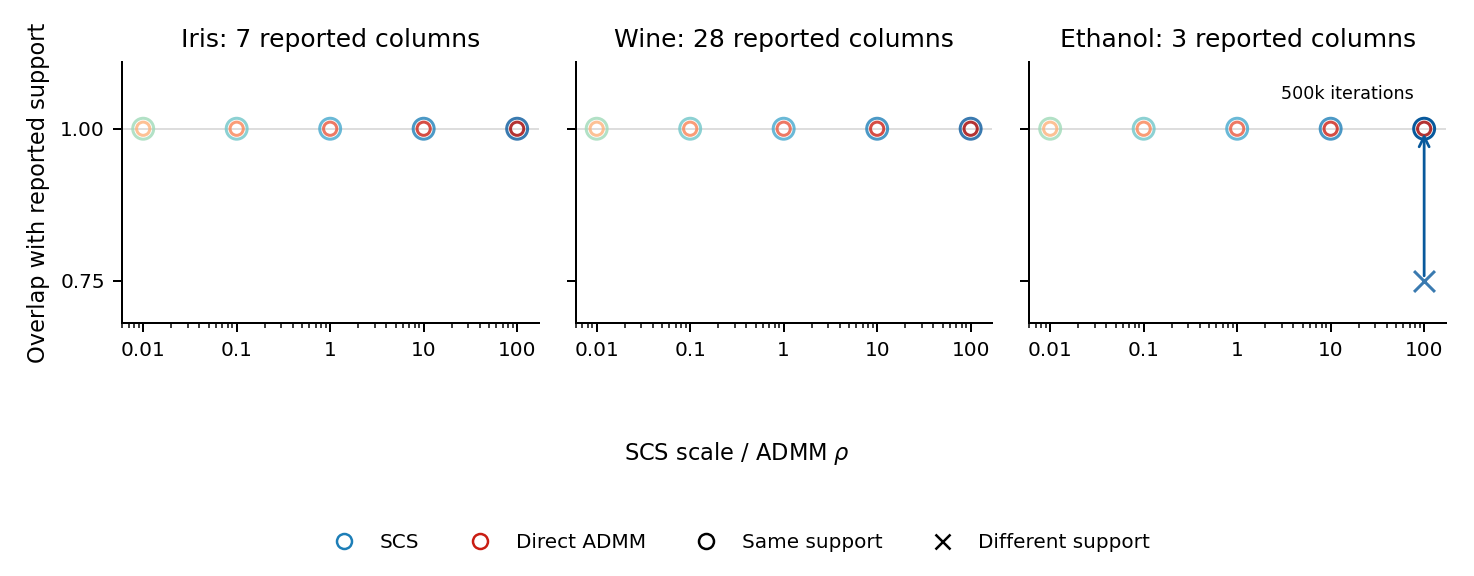 Iris: 7 reported columns
Wine: 28 reported columns
Ethanol: 3 reported columns
Overlap with reported support
500k iterations
1.00
0.75
0.01 0.1 1 10 100
0.01 0.1 1 10 100
0.01 0.1 1 10 100
SCS scale / ADMM ρ
SCS Direct ADMM Same support Different support